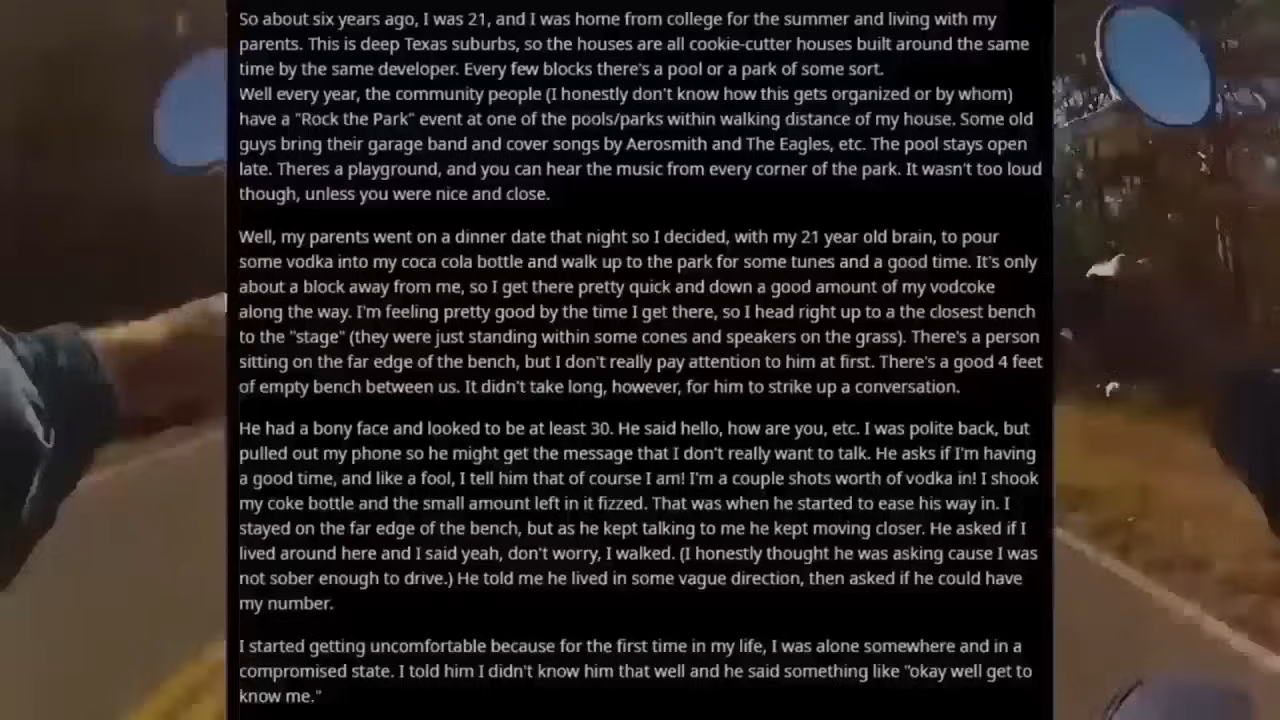 So about six years ago, I was 21, and I was home from college for the summer and living with my
parents. This is deep Texas suburbs, so the houses are all cookie-cutter houses built around the same
time by the same developer. Every few blocks there's a pool or a park of some sort.
Well every year, the community people (I honestly don't know how this gets organized or by whom)
have a "Rock the Park" event at one of the pools/parks within walking distance of my house. Some old
guys bring their garage band and cover songs by Aerosmith and The Eagles, etc. The pool stays open
late. Theres a playground, and you can hear the music from every corner of the park. It wasn't too loud
though, unless you were nice and close.
Well, my parents went on a dinner date that night so I decided, with my 21 year old brain, to pour
some vodka into my coca cola bottle and walk up to the park for some tunes and a good time. It's only
about a block away from me, so I get there pretty quick and down a good amount of my vodcoke
along the way. I'm feeling pretty good by the time I get there, so I head right up to a the closest bench
to the "stage" (they were just standing within some cones and speakers on the grass). There's a person
sitting on the far edge of the bench, but I don't really pay attention to him at first. There's a good 4 feet
of empty bench between us. It didn't take long, however, for him to strike up a conversation.
He had a bony face and looked to be at least 30. He said hello, how are you, etc. I was polite back, but
pulled out my phone so he might get the message that I don't really want to talk. He asks if I'm having
a good time, and like a fool, I tell him that of course I am! I'm a couple shots worth of vodka in! I shook
my coke bottle and the small amount left in it fizzed. That was when he started to ease his way in. I
stayed on the far edge of the bench, but as he kept talking to me he kept moving closer. He asked if I
lived around here and I said yeah, don't worry, I walked. (I honestly thought he was asking cause I was
not sober enough to drive.) He told me he lived in some vague direction, then asked if he could have
my number.
I started getting uncomfortable because for the first time in my life, I was alone somewhere and in a
compromised state. I told him I didn't know him that well and he said something like "okay well get to
know me."